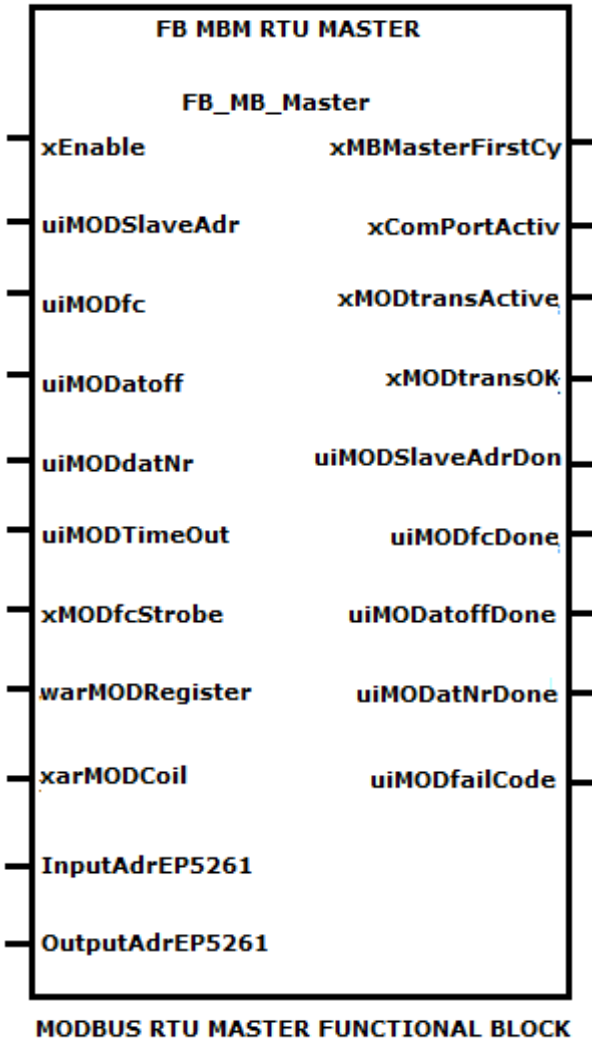 FB MBM RTU MASTER
FB_MB_Master
xEnable
xMBMasterFirstCy
uiMODSlaveAdr
xComPortActiv
uiMODfc
xMODtransActive
uiMODatoff
xMODtransOK
uiMODdatNr
uiMODSlaveAdrDon
uiMODTimeOut
uiMODfcDone
xMODfcStrobe
uiMODatoffDone
warMODRegister
uiMODatNrDone
xarMODCoil
uiMODfailCode
InputAdrEP5261
OutputAdrEP5261
MODBUS RTU MASTER FUNCTIONAL BLOCK